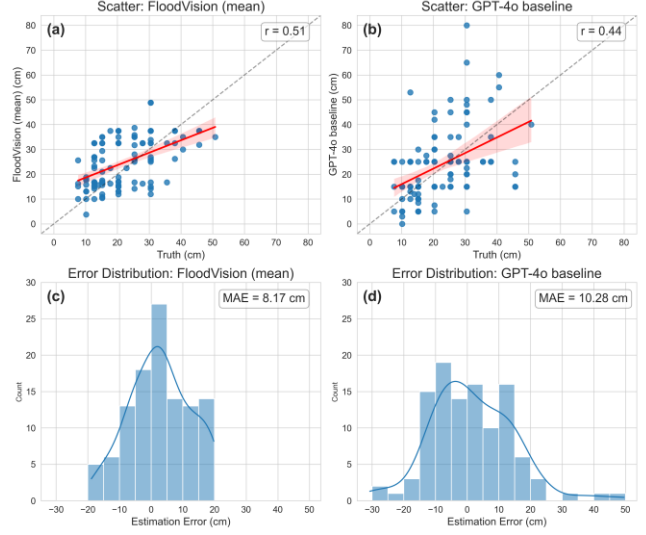 Scatter: FloodVision (mean)
(a)
r = 0.51
FloodVision (mean) (cm)
80
70
60
50
40
30
20
10
0
0 10 20 30 40 50 60 70 80
Truth (cm)
Scatter: GPT-4o baseline
(b)
r = 0.44
GPT-4o baseline (cm)
80
70
60
50
40
30
20
10
0
0 10 20 30 40 50 60 70 80
Truth (cm)
Error Distribution: FloodVision (mean)
(c)
MAE = 8.17 cm
Count
30
25
20
15
10
5
0
−30 −20 −10 0 10 20 30 40 50
Estimation Error (cm)
Error Distribution: GPT-4o baseline
(d)
MAE = 10.28 cm
Count
30
25
20
15
10
5
0
−30 −20 −10 0 10 20 30 40 50
Estimation Error (cm)